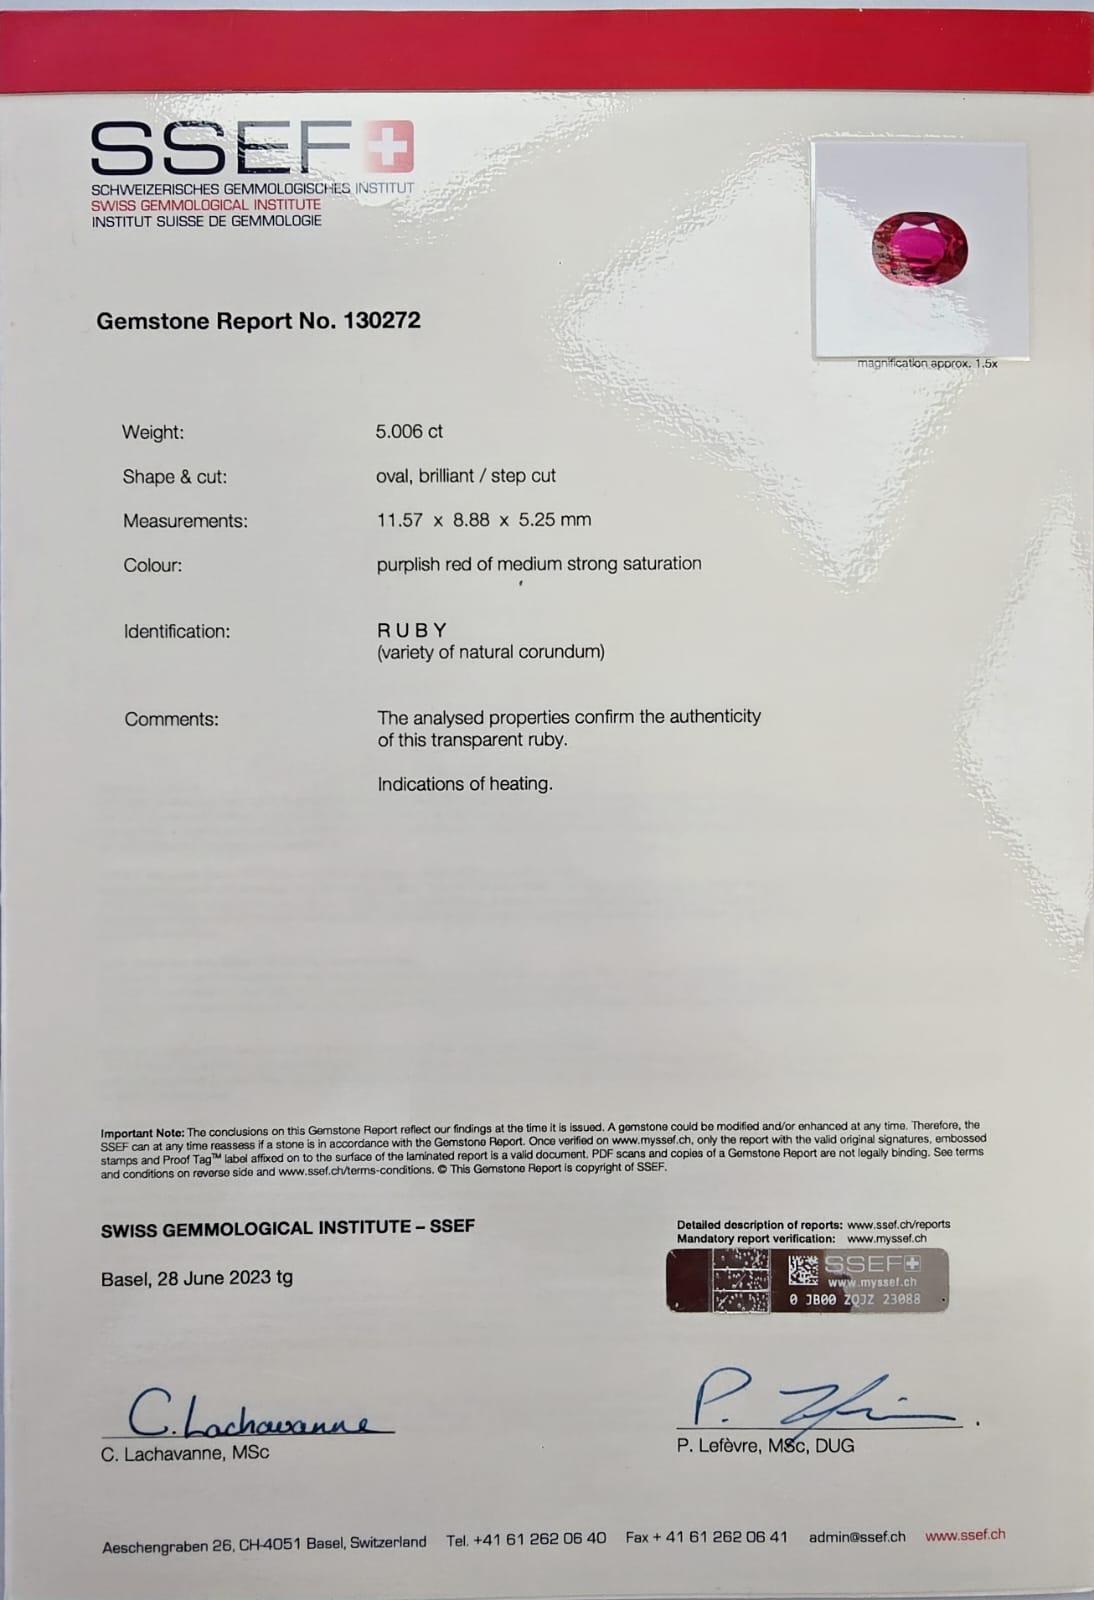 SSEF
SCHWEIZERISCHES GEMMOLOGISCHES INSTITUT
SWISS GEMMOLOGICAL INSTITUTE
INSTITUT SUISSE DE GEMMOLOGIE
magnification approx. 1.5x
Gemstone Report No. 130272
Weight: 5.006 ct
Shape & cut: oval, brilliant / step cut
Measurements: 11.57 x 8.88 x 5.25 mm
Colour: purplish red of medium strong saturation
Identification: RUBY
(variety of natural corundum)
Comments: The analysed properties confirm the authenticity
of this transparent ruby.
Indications of heating.
Important Note: The conclusions on this Gemstone Report reflect our findings at the time it is issued. A gemstone could be modified and/or enhanced at any time. Therefore, the
SSEF can at any time reassess if a stone is in accordance with the Gemstone Report. Once verified on www.myssef.ch, only the report with the valid original signatures, embossed
stamps and Proof Tag™ label affixed on to the surface of the laminated report is a valid document. PDF scans and copies of a Gemstone Report are not legally binding. See terms
and conditions on reverse side and www.ssef.ch/terms-conditions. © This Gemstone Report is copyright of SSEF.
SWISS GEMMOLOGICAL INSTITUTE – SSEF
Basel, 28 June 2023 tg
Detailed description of reports: www.ssef.ch/reports
Mandatory report verification: www.myssef.ch
SSEF
www.myssef.ch
0 JB00 ZQJZ 23088
C. Lachavanne
C. Lachavanne, MSc
P. Lefèvre, MSc, DUG
Aeschengraben 26, CH-4051 Basel, Switzerland Tel. +41 61 262 06 40 Fax + 41 61 262 06 41 admin@ssef.ch www.ssef.ch